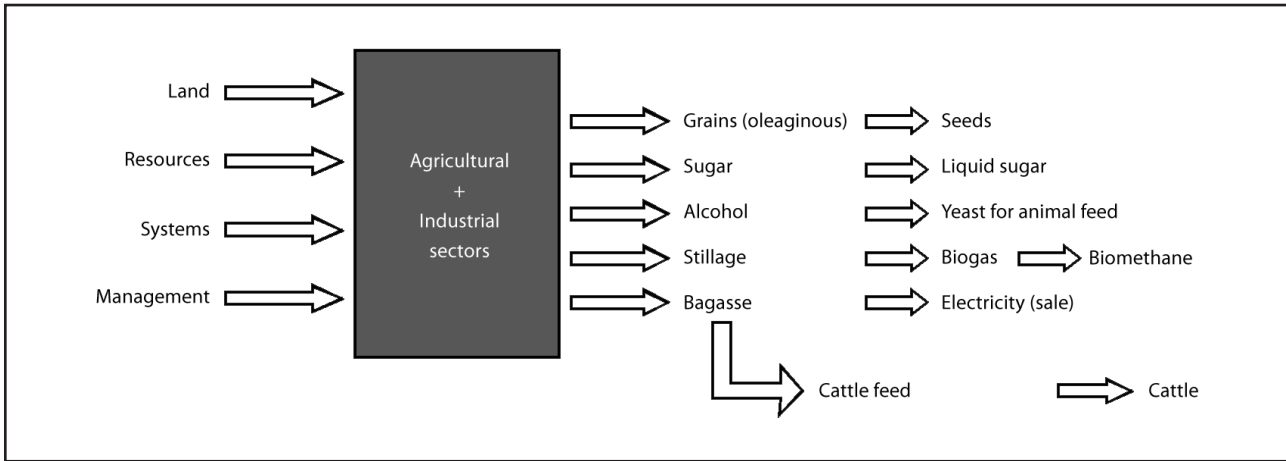 Land
Resources
Systems
Management
Agricultural
+
Industrial
sectors
Grains (oleaginous)
Seeds
Sugar
Liquid sugar
Alcohol
Yeast for animal feed
Stillage
Biogas
Biomethane
Bagasse
Electricity (sale)
Cattle feed
Cattle